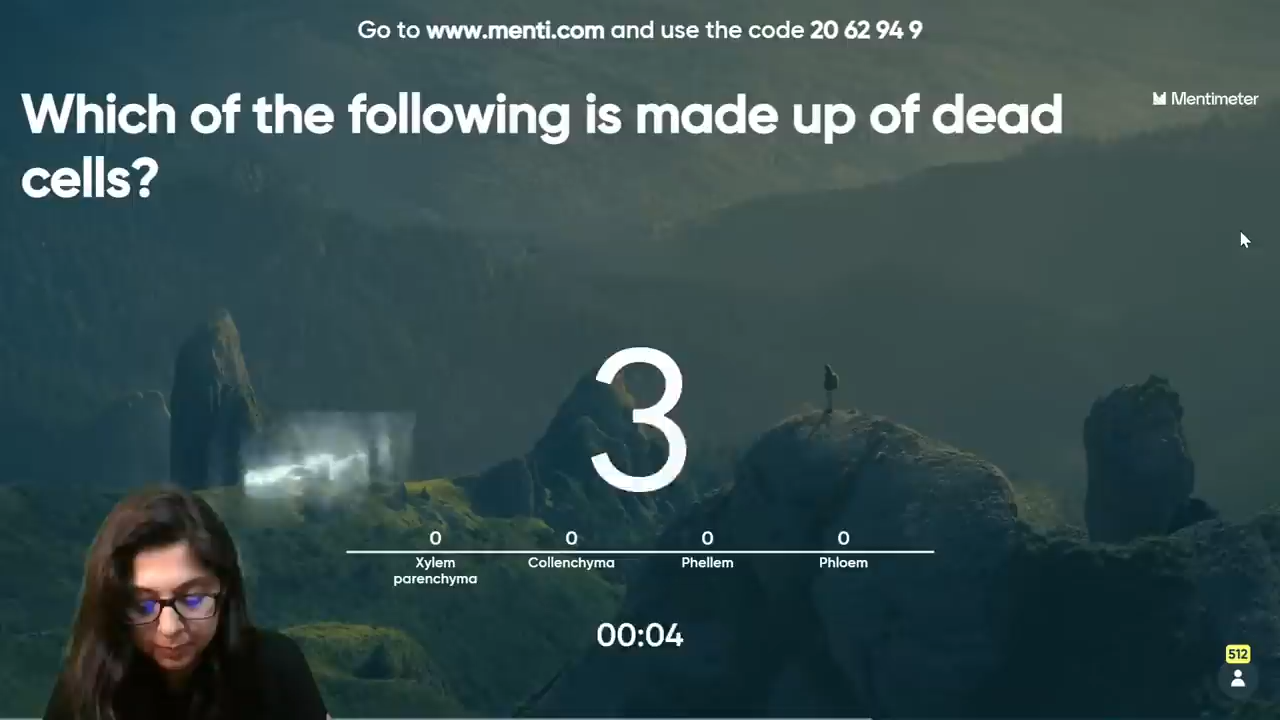 Go to www.menti.com and use the code 20 62 94 9
Mentimeter
Which of the following is made up of dead
cells?
3
0 0 0 0
Xylem Collenchyma Phellem Phloem
parenchyma
00:04
512